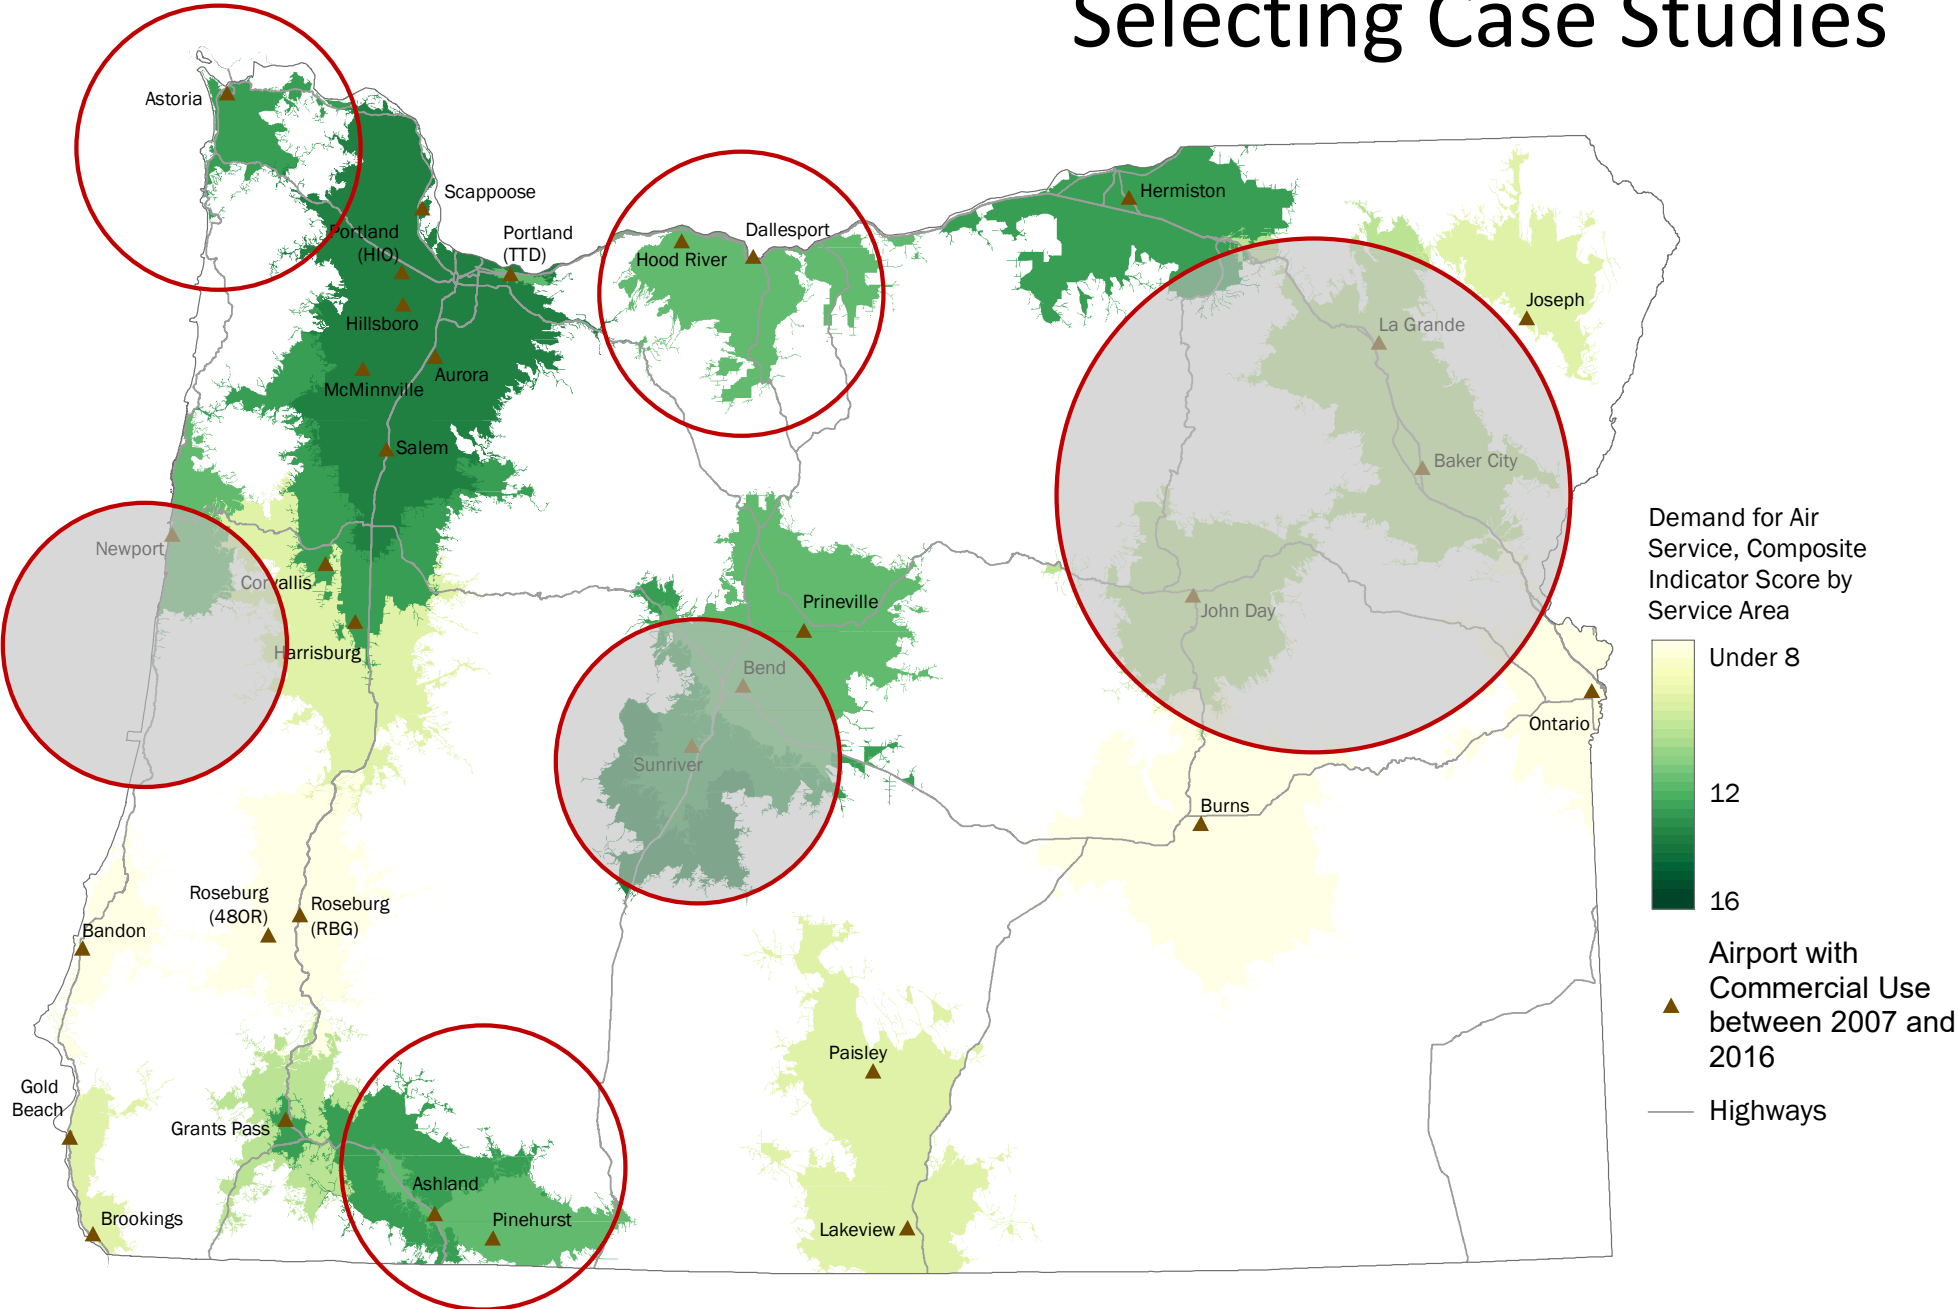 Selecting Case Studies
Astoria
Scappoose
Portland
(HIO)
Portland
(TTD)
Hood River
Dallesport
Hermiston
Joseph
La Grande
Hillsboro
McMinnville
Aurora
Salem
Baker City
Newport
Corvallis
Harrisburg
Prineville
John Day
Bend
Sunriver
Ontario
Burns
Roseburg
(48OR)
Roseburg
(RBG)
Bandon
Paisley
Gold
Beach
Grants Pass
Ashland
Pinehurst
Brookings
Lakeview
Demand for Air
Service, Composite
Indicator Score by
Service Area
Under 8
12
16
Airport with
Commercial Use
between 2007 and
2016
Highways